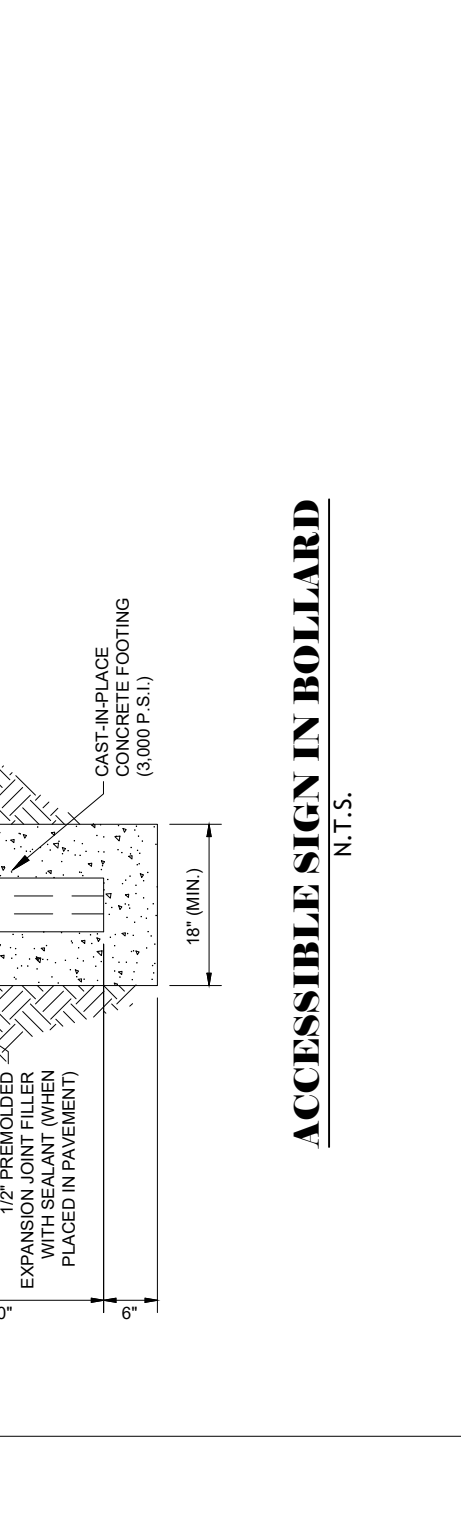 CAST-IN-PLACE
CONCRETE FOOTING
(3,000 P.S.I.)
1/2" PREMOLDED
EXPANSION JOINT FILLER
WITH SEALANT (WHEN
PLACED IN PAVEMENT)
0"
6"
18" (MIN.)
ACCESSIBLE SIGN IN BOLLARD
N.T.S.